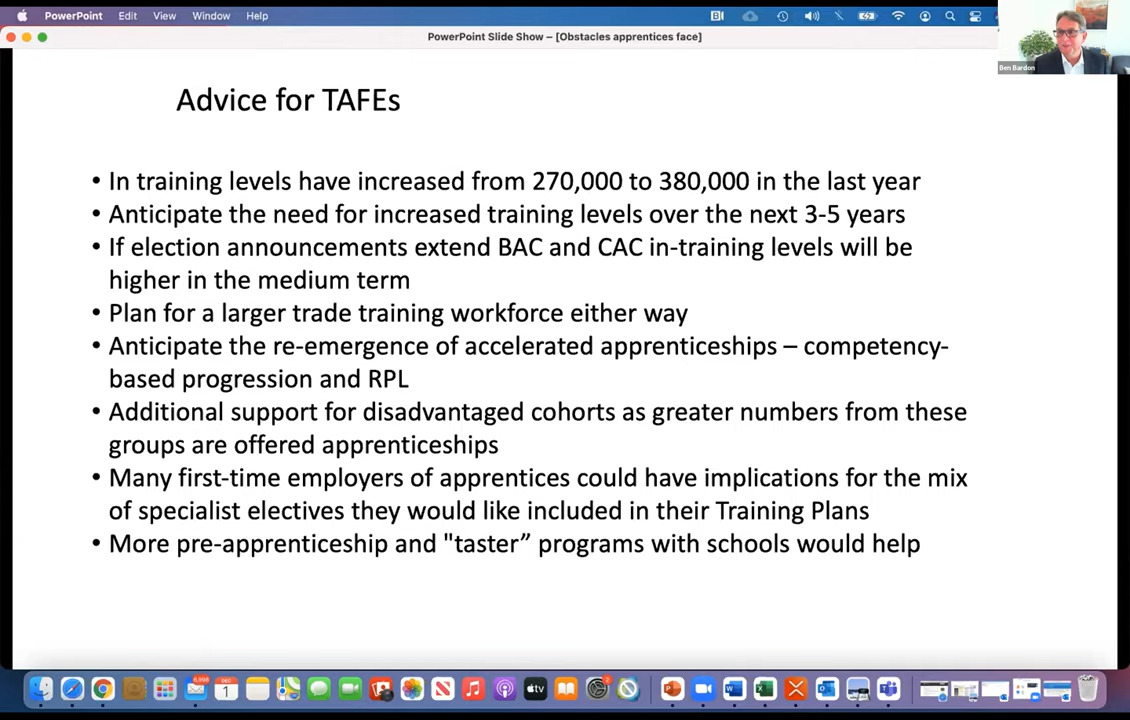 PowerPoint Edit View Window Help
PowerPoint Slide Show – [Obstacles apprentices face]
Ben Bardon
Advice for TAFEs
• In training levels have increased from 270,000 to 380,000 in the last year
• Anticipate the need for increased training levels over the next 3-5 years
• If election announcements extend BAC and CAC in-training levels will be
higher in the medium term
• Plan for a larger trade training workforce either way
• Anticipate the re-emergence of accelerated apprenticeships – competency-
based progression and RPL
• Additional support for disadvantaged cohorts as greater numbers from these
groups are offered apprenticeships
• Many first-time employers of apprentices could have implications for the mix
of specialist electives they would like included in their Training Plans
• More pre-apprenticeship and "taster” programs with schools would help
DEC
1
tv